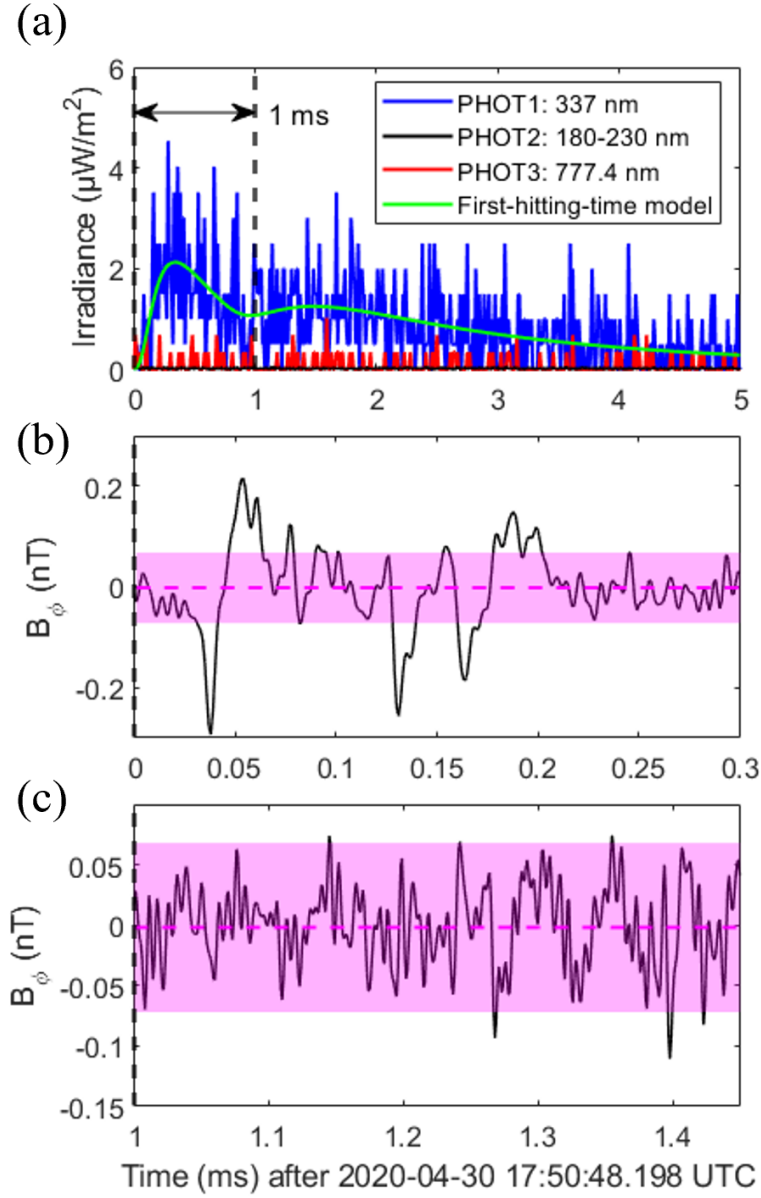 (a)
6
4
2
0
Irradiance (μW/m²)
1 ms
PHOT1: 337 nm
PHOT2: 180-230 nm
PHOT3: 777.4 nm
First-hitting-time model
0 1 2 3 4 5
(b)
0.2
0
-0.2
Bϕ (nT)
0 0.05 0.1 0.15 0.2 0.25 0.3
(c)
0.05
0
-0.05
-0.1
-0.15
Bϕ (nT)
1 1.1 1.2 1.3 1.4
Time (ms) after 2020-04-30 17:50:48.198 UTC